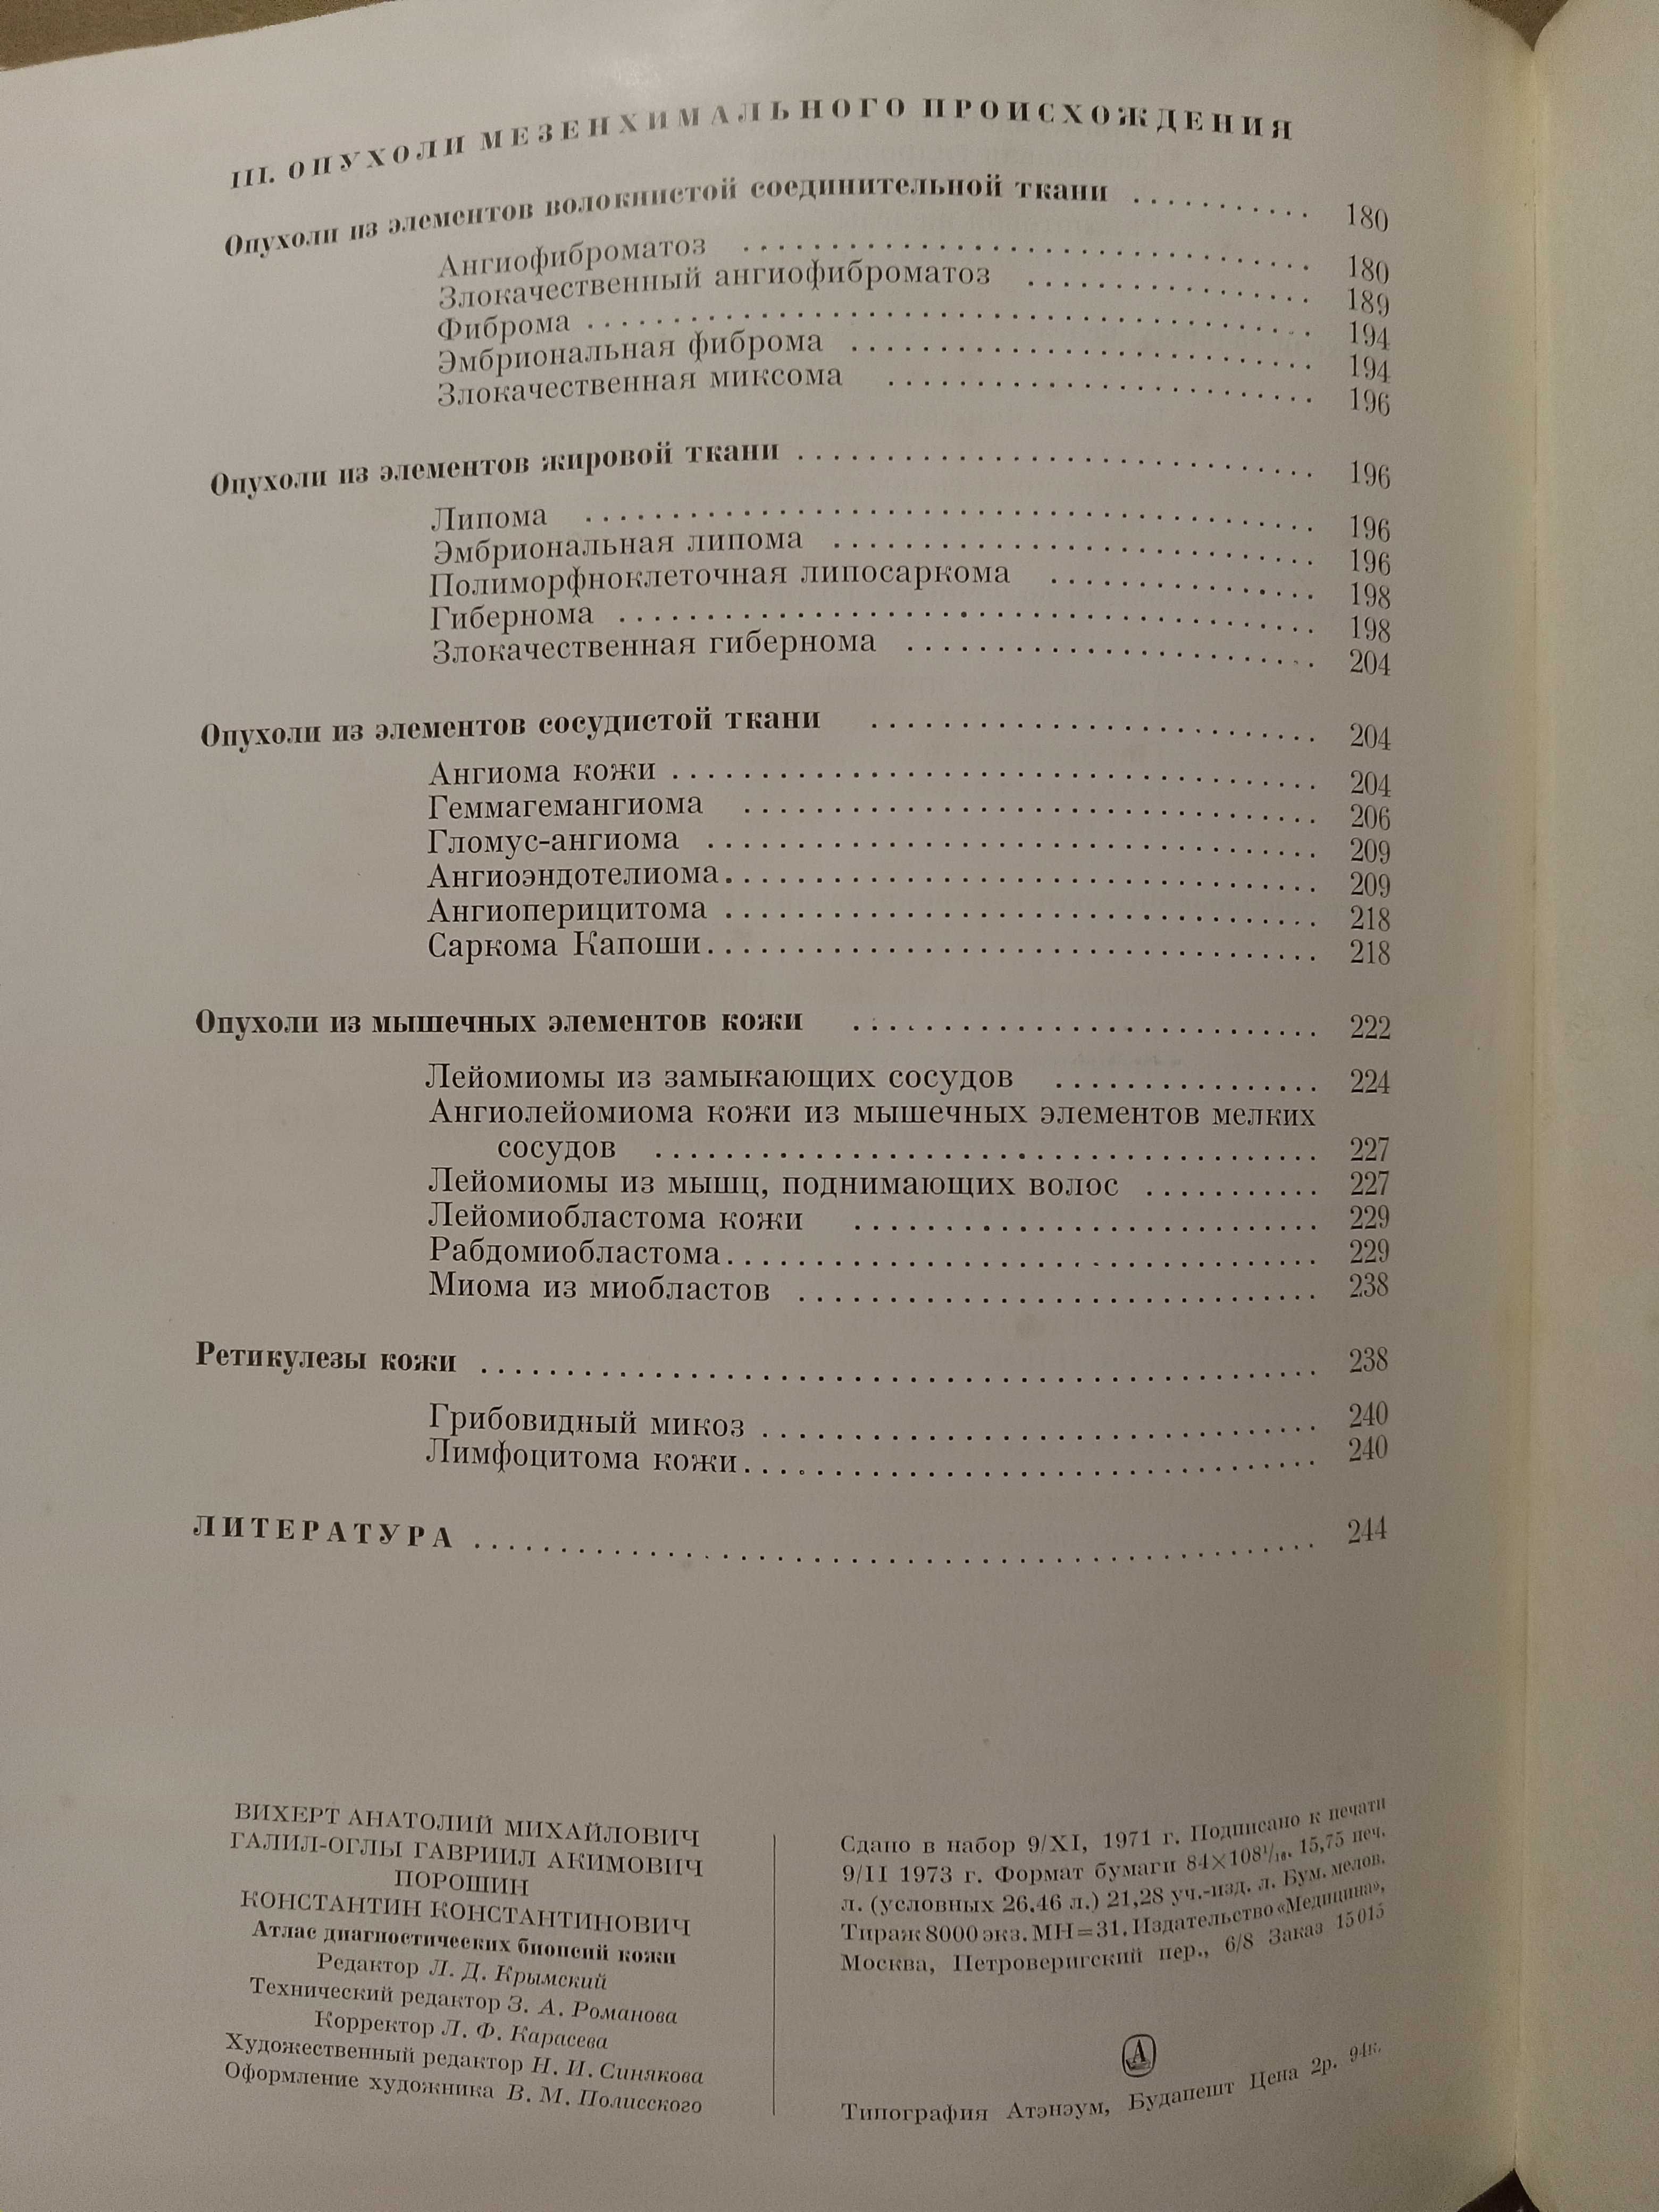 III. ОПУХОЛИ МЕЗЕНХИМАЛЬНОГО ПРОИСХОЖДЕНИЯ
Опухоли из элементов волокнистой соединительной ткани . . . . . . . . . . . 180
Ангиофиброматоз . . . . . . . . . . . 180
Злокачественный ангиофиброматоз . . . . . . . . . . . 189
Фиброма . . . . . . . . . . . 194
Эмбриональная фиброма . . . . . . . . . . . 194
Злокачественная миксома . . . . . . . . . . . 196
Опухоли из элементов жировой ткани . . . . . . . . . . . 196
Липома . . . . . . . . . . . 196
Эмбриональная липома . . . . . . . . . . . 196
Полиморфноклеточная липосаркома . . . . . . . . . . . 198
Гибернома . . . . . . . . . . . 198
Злокачественная гибернома . . . . . . . . . . . 204
Опухоли из элементов сосудистой ткани . . . . . . . . . . . 204
Ангиома кожи . . . . . . . . . . . 204
Геммагемангиома . . . . . . . . . . . 206
Гломус-ангиома . . . . . . . . . . . 209
Ангиоэндотелиома . . . . . . . . . . . 209
Ангиоперицитома . . . . . . . . . . . 218
Саркома Капоши . . . . . . . . . . . 218
Опухоли из мышечных элементов кожи . . . . . . . . . . . 222
Лейомиомы из замыкающих сосудов . . . . . . . . . . . 224
Ангиолейомиома кожи из мышечных элементов мелких
сосудов . . . . . . . . . . . 227
Лейомиомы из мышц, поднимающих волос . . . . . . . . . . . 227
Лейомиобластома кожи . . . . . . . . . . . 229
Рабдомиобластома . . . . . . . . . . . 229
Миома из миобластов . . . . . . . . . . . 238
Ретикулезы кожи . . . . . . . . . . . 238
Грибовидный микоз . . . . . . . . . . . 240
Лимфоцитома кожи . . . . . . . . . . . 240
ЛИТЕРАТУРА . . . . . . . . . . . 244
ВИХЕРТ АНАТОЛИЙ МИХАЙЛОВИЧ
ГАЛИЛ-ОГЛЫ ГАВРИИЛ АКИМОВИЧ
ПОРОШИН
КОНСТАНТИН КОНСТАНТИНОВИЧ
Атлас диагностических биопсий кожи
Редактор Л. Д. Крымский
Технический редактор З. А. Романова
Корректор Л. Ф. Карасева
Художественный редактор Н. И. Синякова
Оформление художника В. М. Полисского
Сдано в набор 9/XI, 1971 г. Подписано к печати
9/II 1973 г. Формат бумаги 84×108¹/₁₆. 15,75 печ.
л. (условных 26,46 л.) 21,28 уч.-изд. л. Бум. мелов.
Тираж 8000 экз. МН=31. Издательство «Медицина»,
Москва, Петроверигский пер., 6/8 Заказ 15015
А
Типография Атэнэум, Будапешт Цена 2р. 94к.